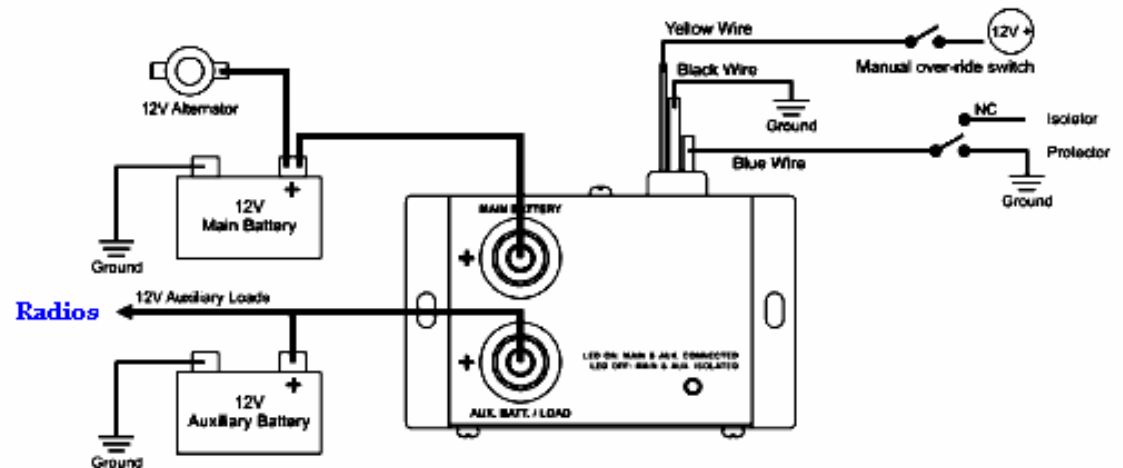 Yellow Wire
12V +
Manual over-ride switch
Black Wire
Ground
NC
Isolator
Blue Wire
Protector
Ground
12V Alternator
+
12V
Main Battery
Ground
MAIN BATTERY
+
Radios
12V Auxiliary Loads
+
12V
Auxiliary Battery
Ground
+
AUX. BATT. / LOAD
LED ON: MAIN & AUX. CONNECTED
LED OFF: MAIN & AUX. ISOLATED